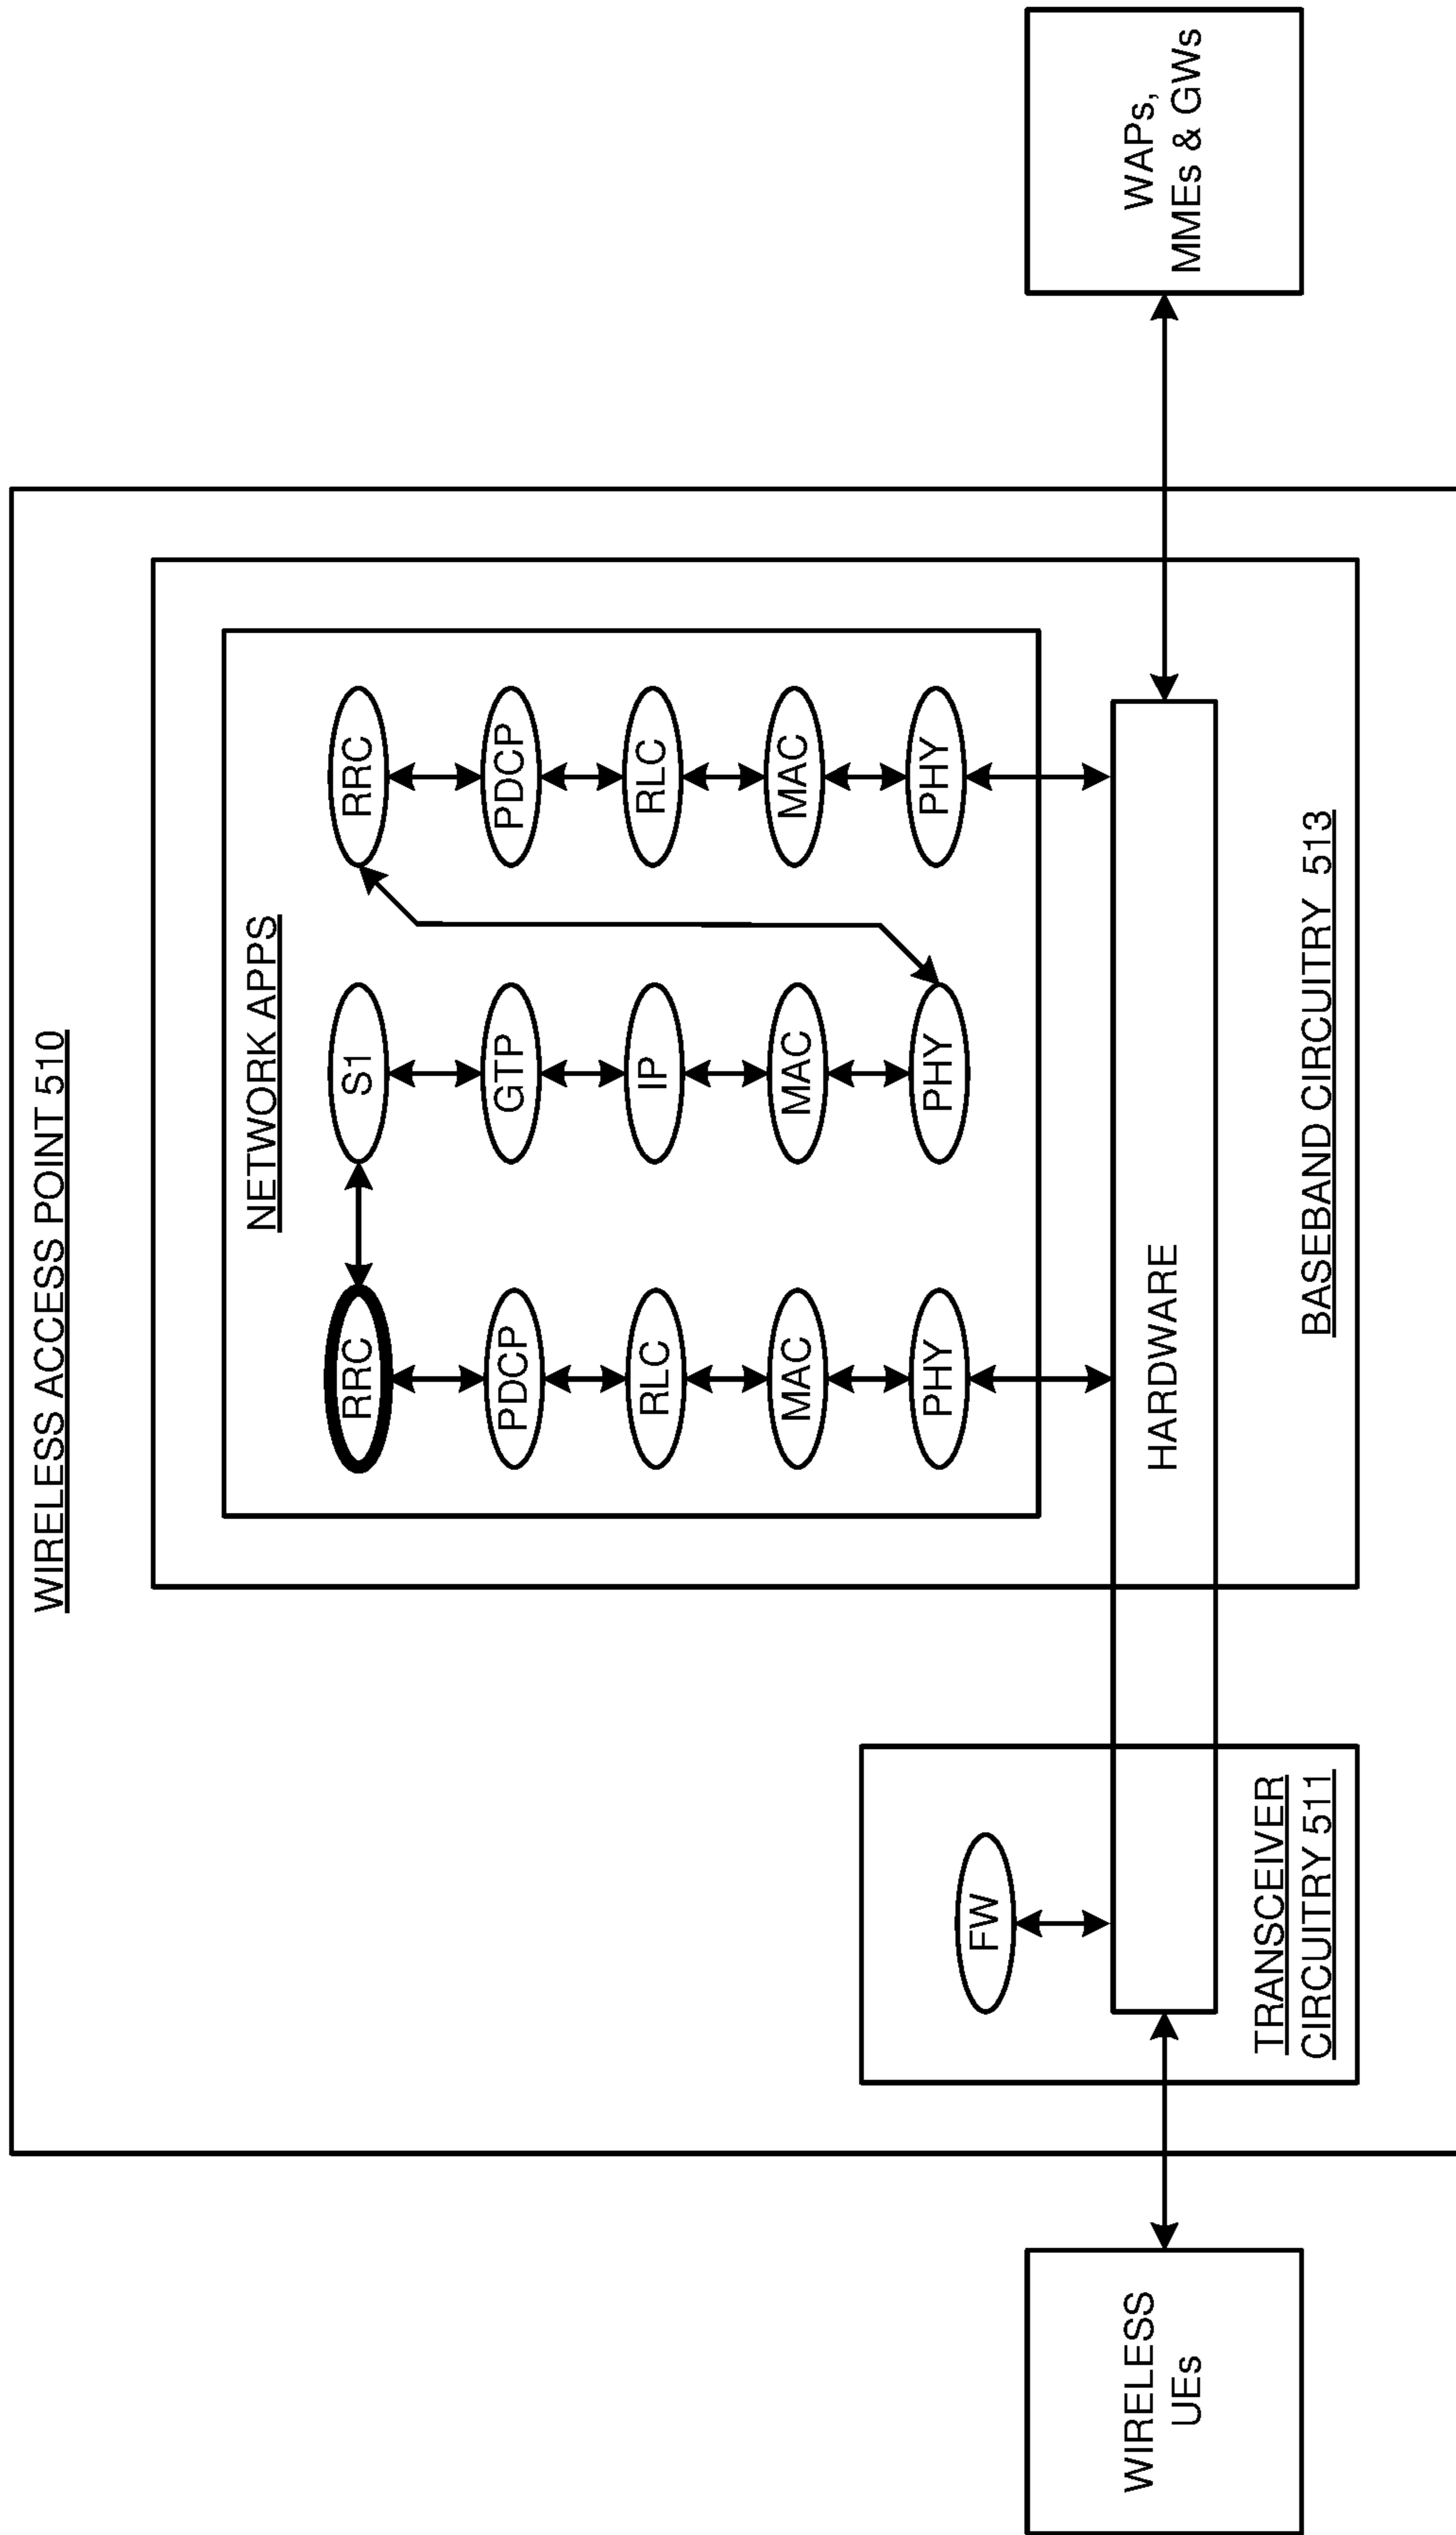 WIRELESS ACCESS POINT 510
NETWORK APPS
RRC
S1
RRC
PDCP
GTP
PDCP
RLC
IP
RLC
MAC
MAC
MAC
PHY
PHY
PHY
FW
WIRELESS
UEs
HARDWARE
WAPs,
MMEs & GWs
TRANSCEIVER
CIRCUITRY 511
BASEBAND CIRCUITRY 513